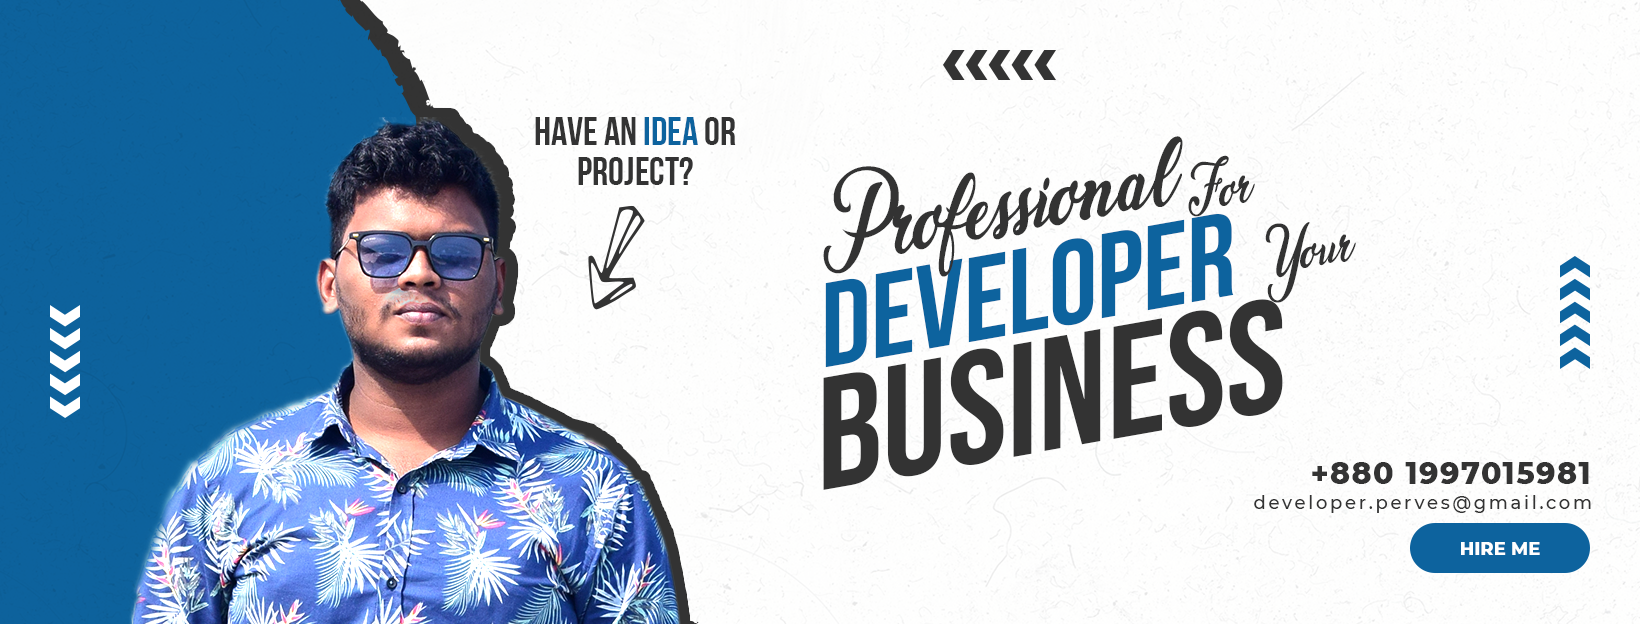 HAVE AN IDEA OR
PROJECT?
Professional For
DEVELOPER Your
BUSINESS
+880 1997015981
developer.perves@gmail.com
HIRE ME